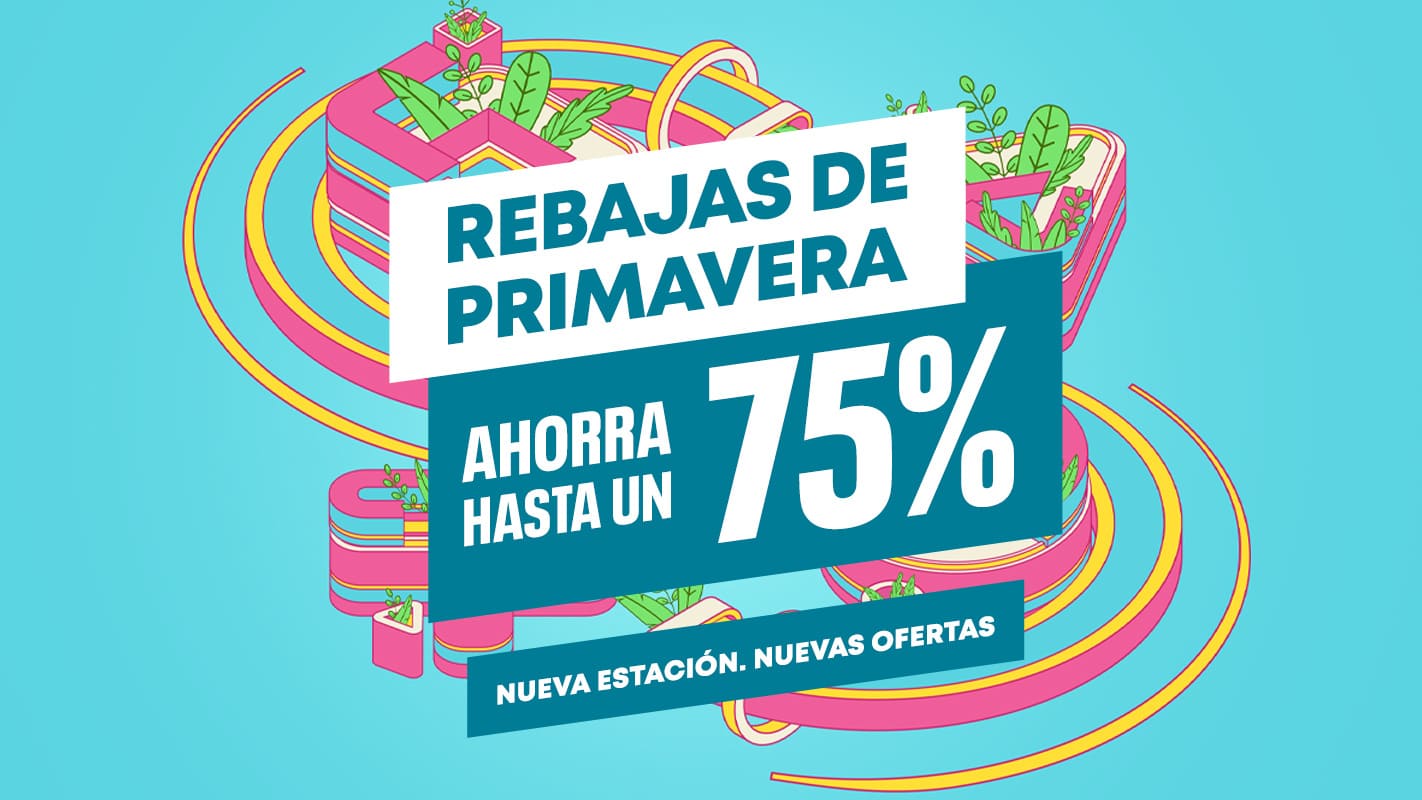 REBAJAS DE
PRIMAVERA
AHORRA
HASTA UN
75%
NUEVA ESTACIÓN. NUEVAS OFERTAS